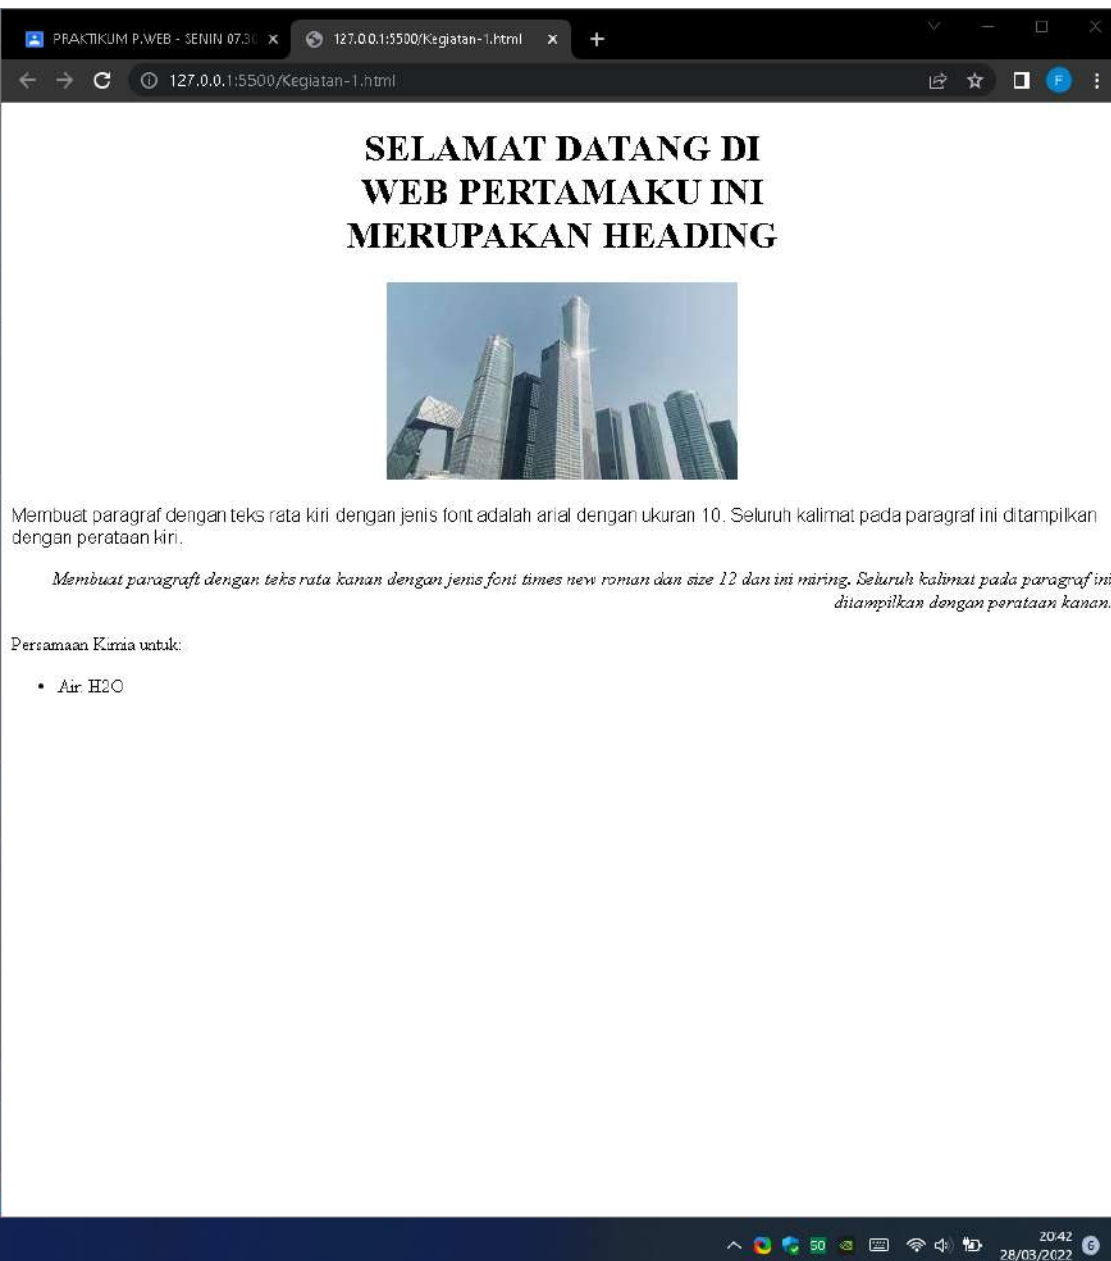 PRAKTIKUM P.WEB - SENIN 07.30
127.0.0.1:5500/Kegiatan-1.html
127.0.0.1:5500/Kegiatan-1.html
F
SELAMAT DATANG DI
WEB PERTAMAKU INI
MERUPAKAN HEADING
Membuat paragraf dengan teks rata kiri dengan jenis font adalah arial dengan ukuran 10. Seluruh kalimat pada paragraf ini ditampilkan
dengan perataan kiri.
Membuat paragraft dengan teks rata kanan dengan jenis font times new roman dan size 12 dan ini miring. Seluruh kalimat pada paragraf ini
ditampilkan dengan perataan kanan.
Persamaan Kimia untuk:
• Air: H2O
50
20:42
28/03/2022
6